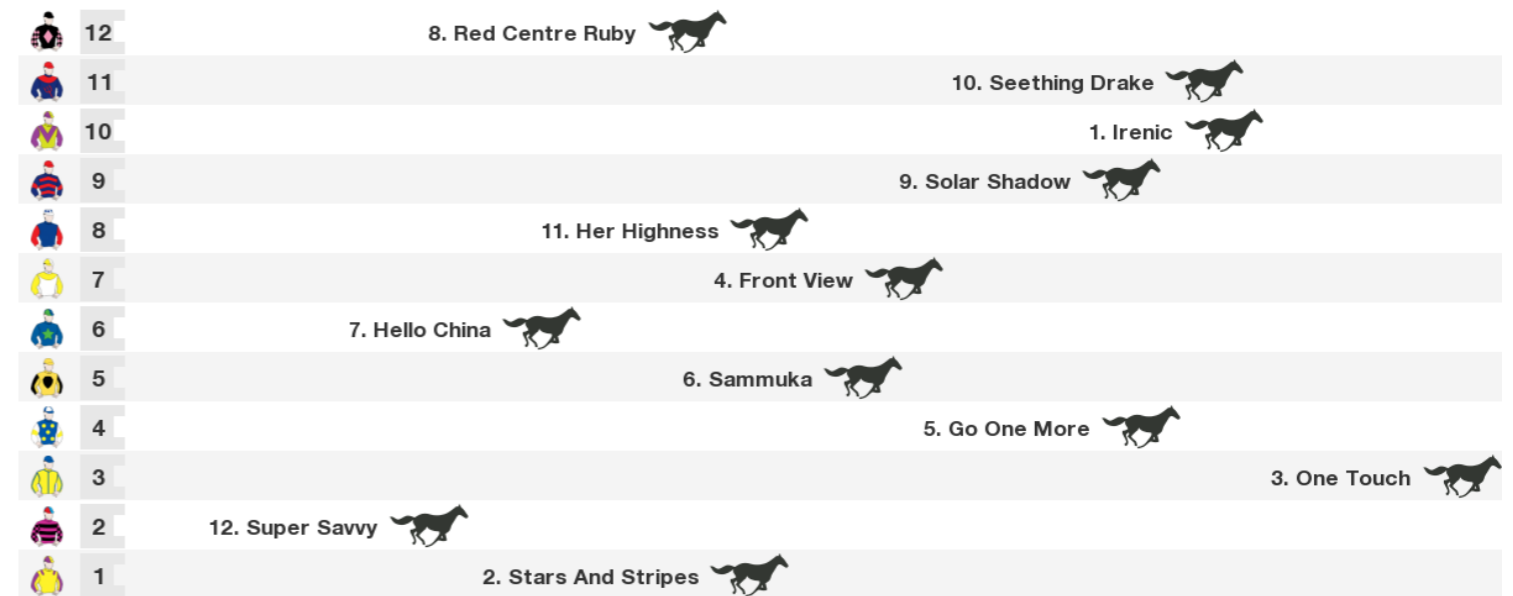 12 8. Red Centre Ruby
11 10. Seething Drake
10 1. Irenic
9 9. Solar Shadow
8 11. Her Highness
7 4. Front View
6 7. Hello China
5 6. Sammuka
4 5. Go One More
3 3. One Touch
2 12. Super Savvy
1 2. Stars And Stripes